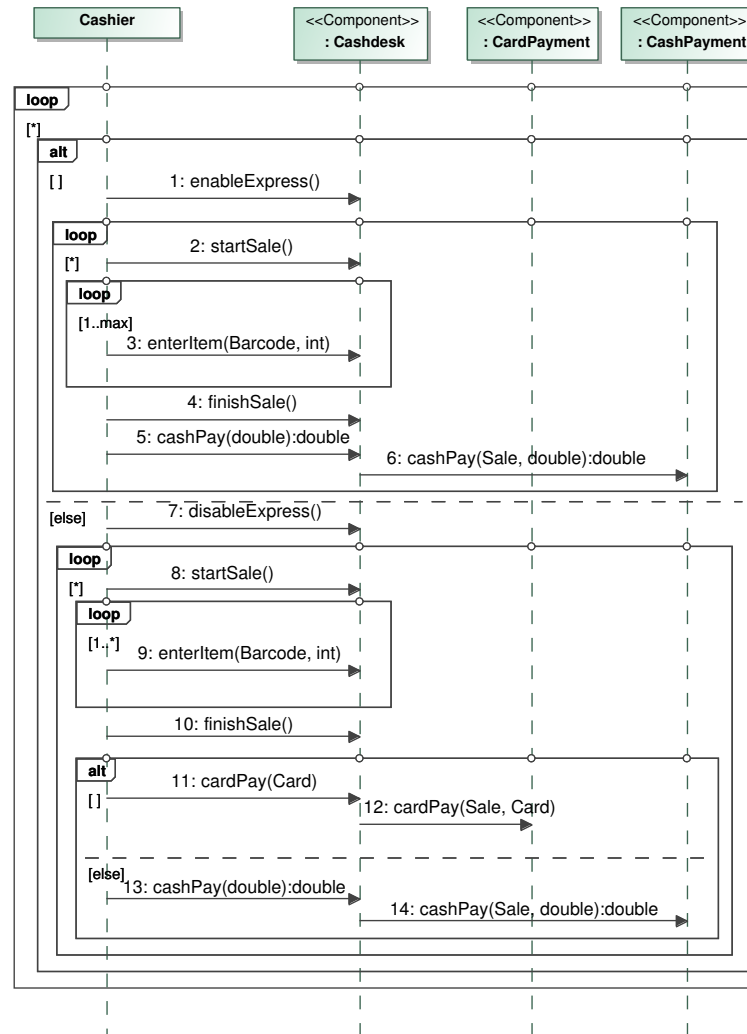 Cashier
<<Component>>
: Cashdesk
<<Component>>
: CardPayment
<<Component>>
: CashPayment
loop
[*]
alt
[ ]
1: enableExpress()
loop
[*]
2: startSale()
loop
[1..max]
3: enterItem(Barcode, int)
4: finishSale()
5: cashPay(double):double
6: cashPay(Sale, double):double
[else]
7: disableExpress()
loop
[*]
8: startSale()
loop
[1..*]
9: enterItem(Barcode, int)
10: finishSale()
alt
[ ]
11: cardPay(Card)
12: cardPay(Sale, Card)
[else]
13: cashPay(double):double
14: cashPay(Sale, double):double